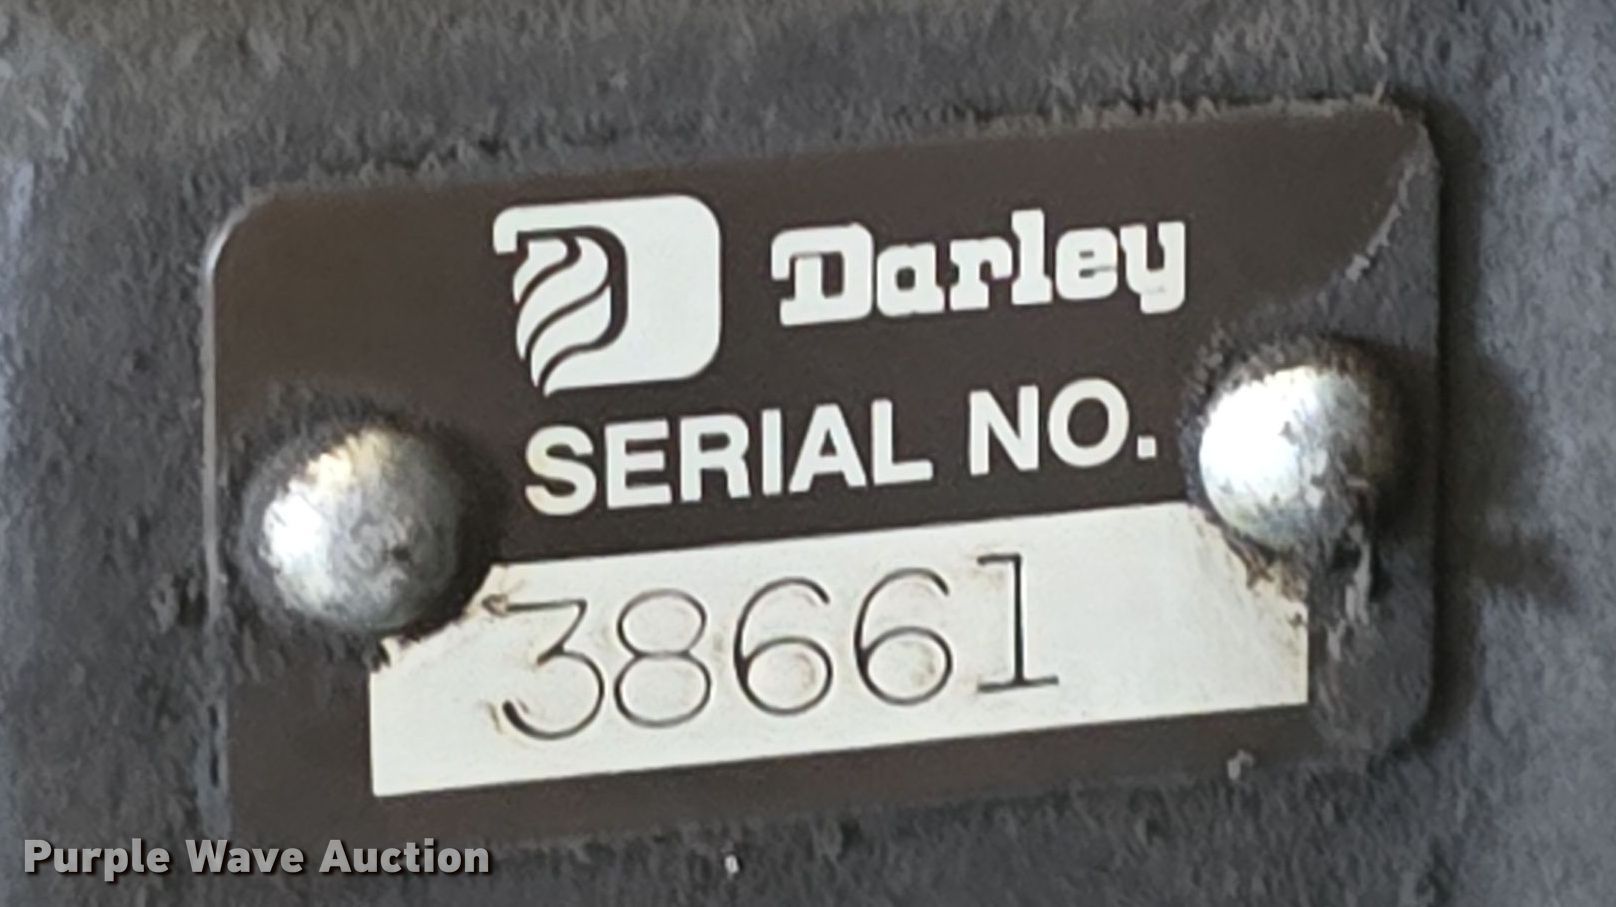 Darley
SERIAL NO.
38661
Purple Wave Auction